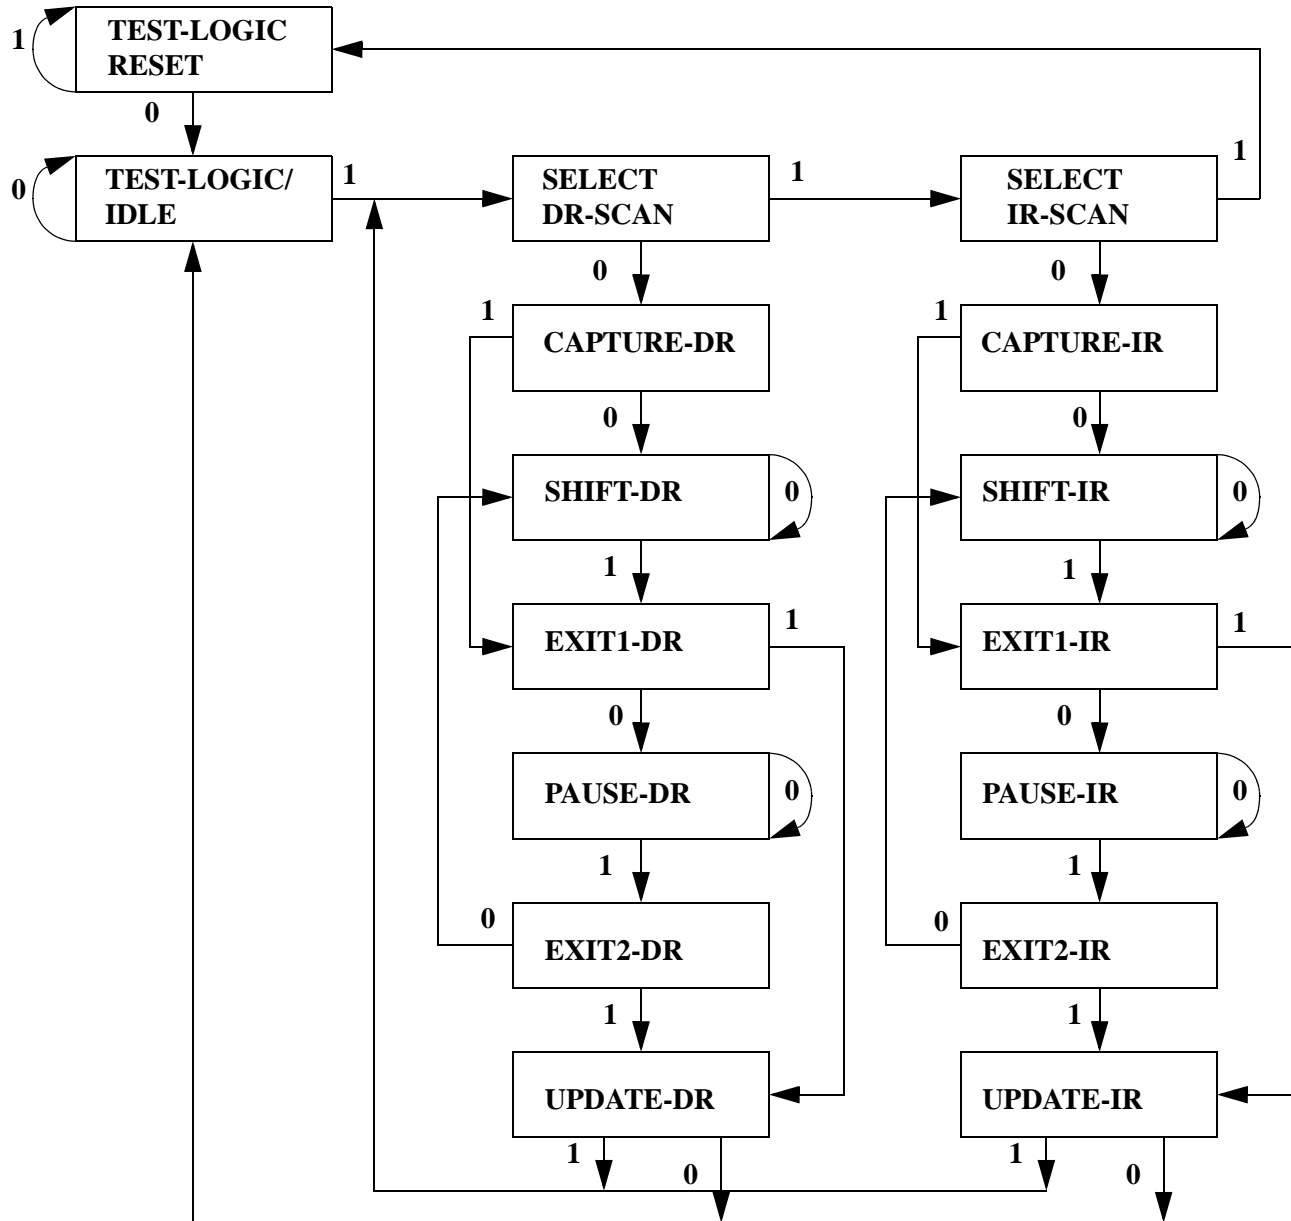 1
TEST-LOGIC
RESET
0
0
TEST-LOGIC/
IDLE
1
SELECT
DR-SCAN
1
SELECT
IR-SCAN
1
0
0
1
CAPTURE-DR
1
CAPTURE-IR
0
0
SHIFT-DR
0
SHIFT-IR
0
1
1
EXIT1-DR
1
EXIT1-IR
1
0
0
PAUSE-DR
0
PAUSE-IR
0
1
1
0
EXIT2-DR
0
EXIT2-IR
1
1
UPDATE-DR
UPDATE-IR
1
0
1
0